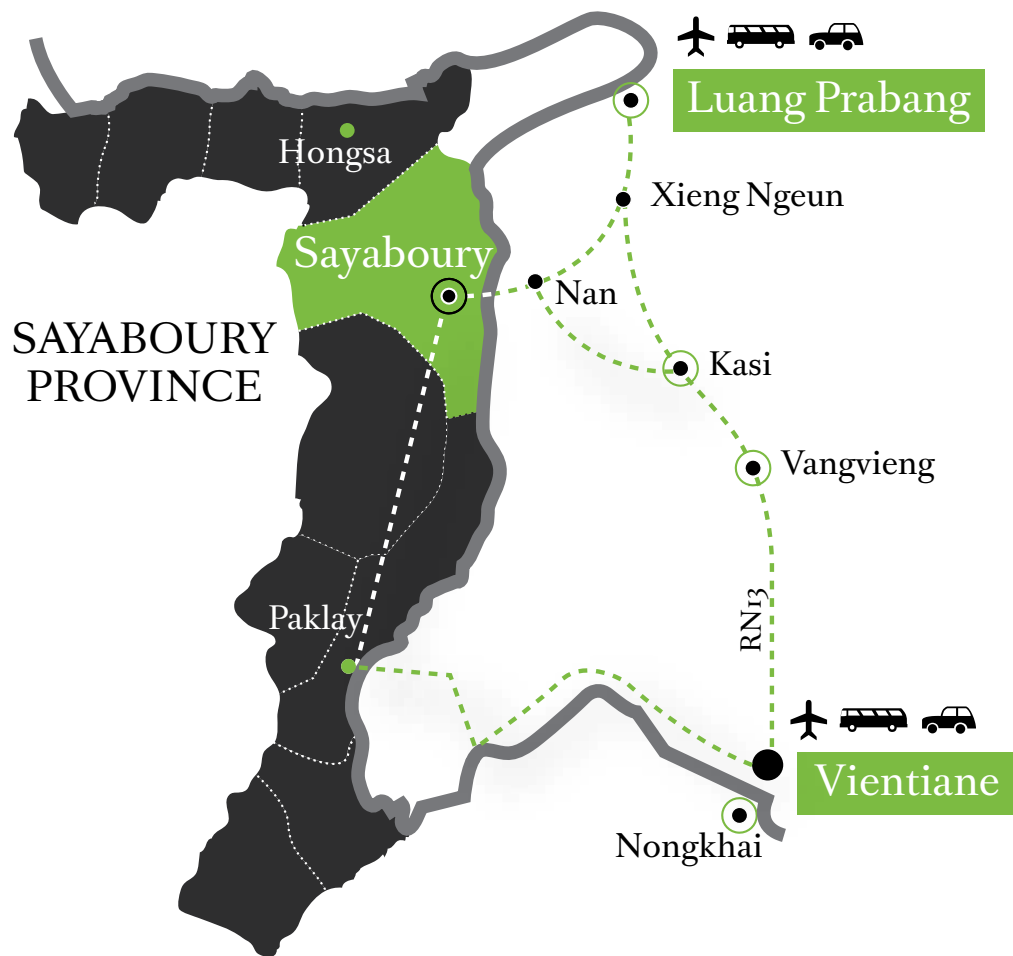 Luang Prabang
Hongsa
Xieng Ngeun
Sayaboury
Nan
SAYABOURY
PROVINCE
Kasi
Vangvieng
RN13
Paklay
Vientiane
Nongkhai